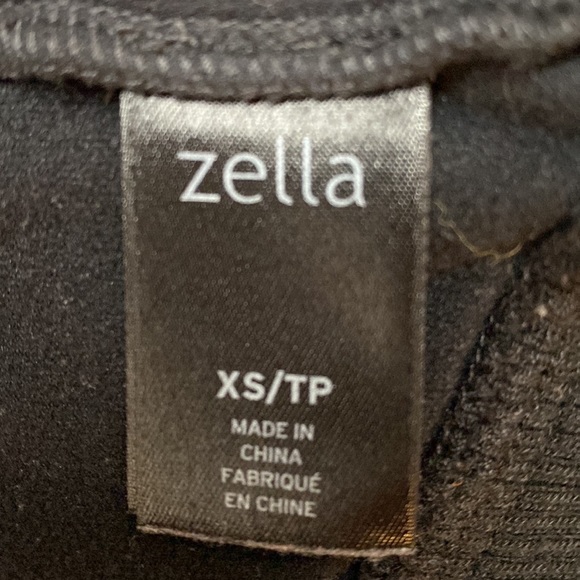 zella
XS/TP
MADE IN
CHINA
FABRIQUÉ
EN CHINE